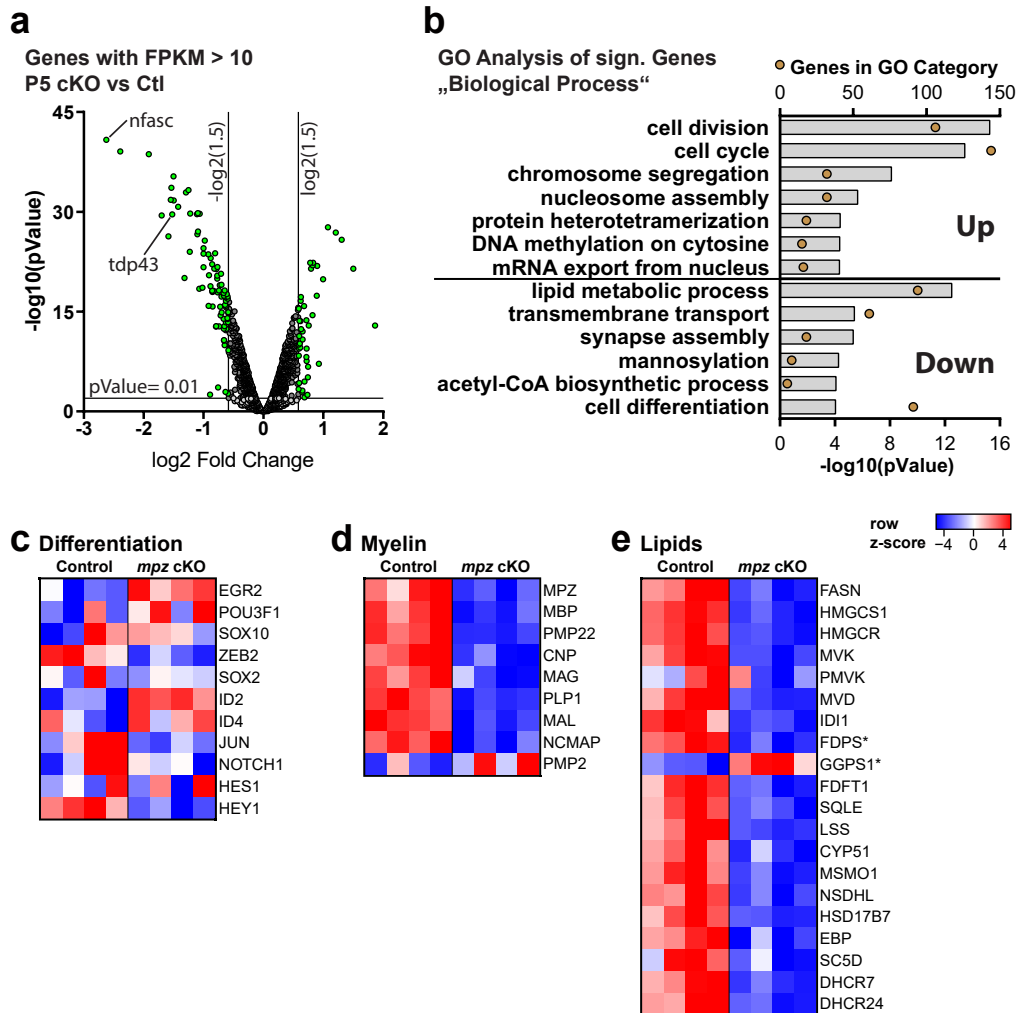 a
Genes with FPKM > 10
P5 cKO vs Ctl
45
30
15
0
-log10(pValue)
nfasc
tdp43
-log2(1.5)
log2(1.5)
pValue= 0.01
-3 -2 -1 0 1 2
log2 Fold Change
b
GO Analysis of sign. Genes
„Biological Process“
Genes in GO Category
0 50 100 150
cell division
cell cycle
chromosome segregation
nucleosome assembly
protein heterotetramerization
DNA methylation on cytosine
mRNA export from nucleus
Up
lipid metabolic process
transmembrane transport
synapse assembly
mannosylation
acetyl-CoA biosynthetic process
cell differentiation
Down
0 4 8 12 16
-log10(pValue)
row
z-score
−4 0 4
c Differentiation
Control mpz cKO
EGR2
POU3F1
SOX10
ZEB2
SOX2
ID2
ID4
JUN
NOTCH1
HES1
HEY1
d Myelin
Control mpz cKO
MPZ
MBP
PMP22
CNP
MAG
PLP1
MAL
NCMAP
PMP2
e Lipids
Control mpz cKO
FASN
HMGCS1
HMGCR
MVK
PMVK
MVD
IDI1
FDPS*
GGPS1*
FDFT1
SQLE
LSS
CYP51
MSMO1
NSDHL
HSD17B7
EBP
SC5D
DHCR7
DHCR24